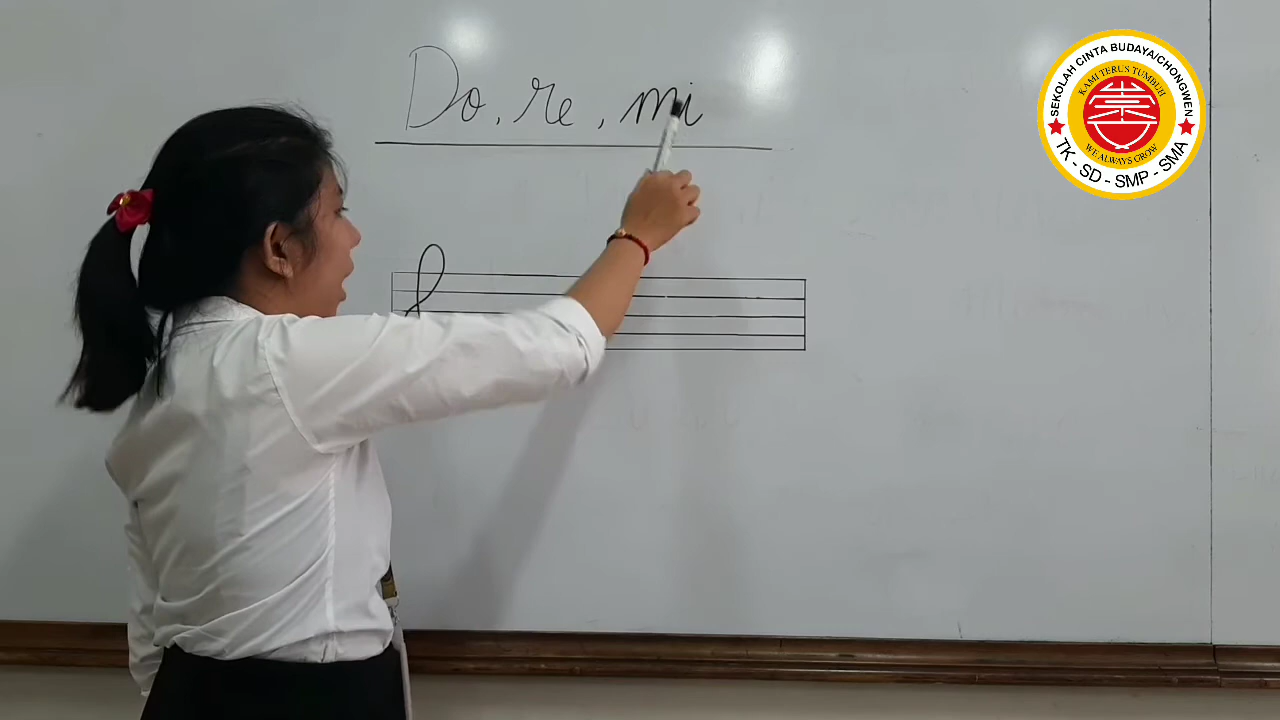 Do, re, mi
SEKOLAH CINTA BUDAYA/CHONGWEN
KAMI TERUS TUMBUH
WE ALWAYS GROW
TK - SD - SMP - SMA